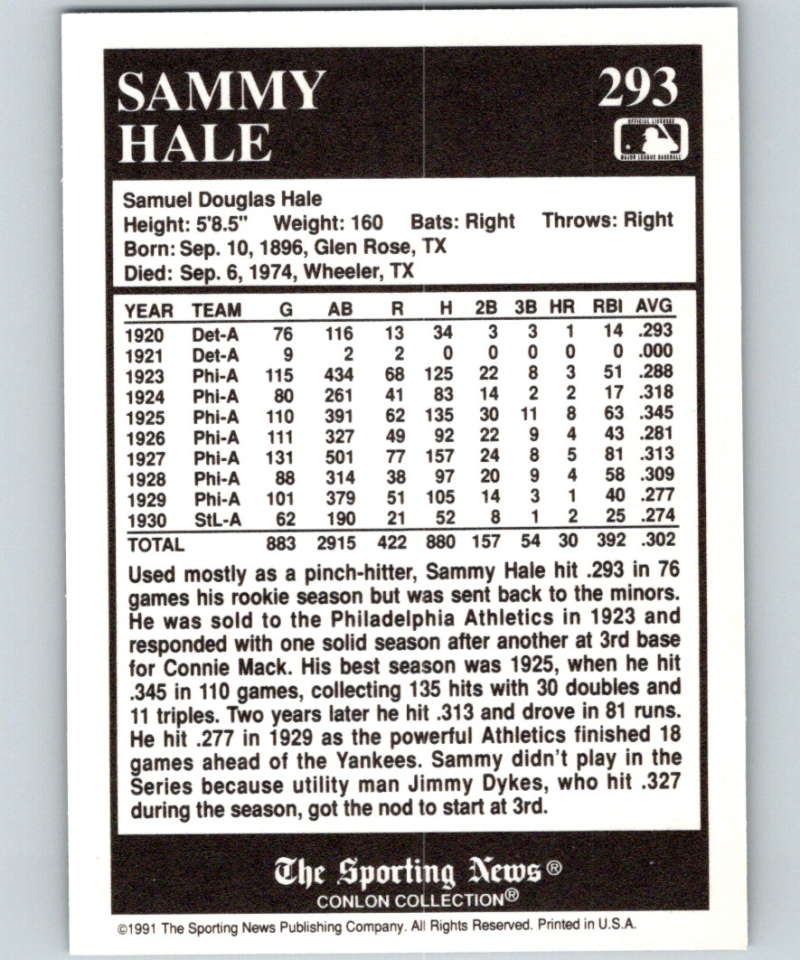 SAMMY
HALE
293
OFFICIAL LICENSEE
MAJOR LEAGUE BASEBALL
Samuel Douglas Hale
Height: 5'8.5" Weight: 160 Bats: Right Throws: Right
Born: Sep. 10, 1896, Glen Rose, TX
Died: Sep. 6, 1974, Wheeler, TX
YEAR TEAM G AB R H 2B 3B HR RBI AVG
1920 Det-A 76 116 13 34 3 3 1 14 .293
1921 Det-A 9 2 2 0 0 0 0 0 .000
1923 Phi-A 115 434 68 125 22 8 3 51 .288
1924 Phi-A 80 261 41 83 14 2 2 17 .318
1925 Phi-A 110 391 62 135 30 11 8 63 .345
1926 Phi-A 111 327 49 92 22 9 4 43 .281
1927 Phi-A 131 501 77 157 24 8 5 81 .313
1928 Phi-A 88 314 38 97 20 9 4 58 .309
1929 Phi-A 101 379 51 105 14 3 1 40 .277
1930 StL-A 62 190 21 52 8 1 2 25 .274
TOTAL 883 2915 422 880 157 54 30 392 .302
Used mostly as a pinch-hitter, Sammy Hale hit .293 in 76
games his rookie season but was sent back to the minors.
He was sold to the Philadelphia Athletics in 1923 and
responded with one solid season after another at 3rd base
for Connie Mack. His best season was 1925, when he hit
.345 in 110 games, collecting 135 hits with 30 doubles and
11 triples. Two years later he hit .313 and drove in 81 runs.
He hit .277 in 1929 as the powerful Athletics finished 18
games ahead of the Yankees. Sammy didn't play in the
Series because utility man Jimmy Dykes, who hit .327
during the season, got the nod to start at 3rd.
The Sporting News®
CONLON COLLECTION®
©1991 The Sporting News Publishing Company. All Rights Reserved. Printed in U.S.A.